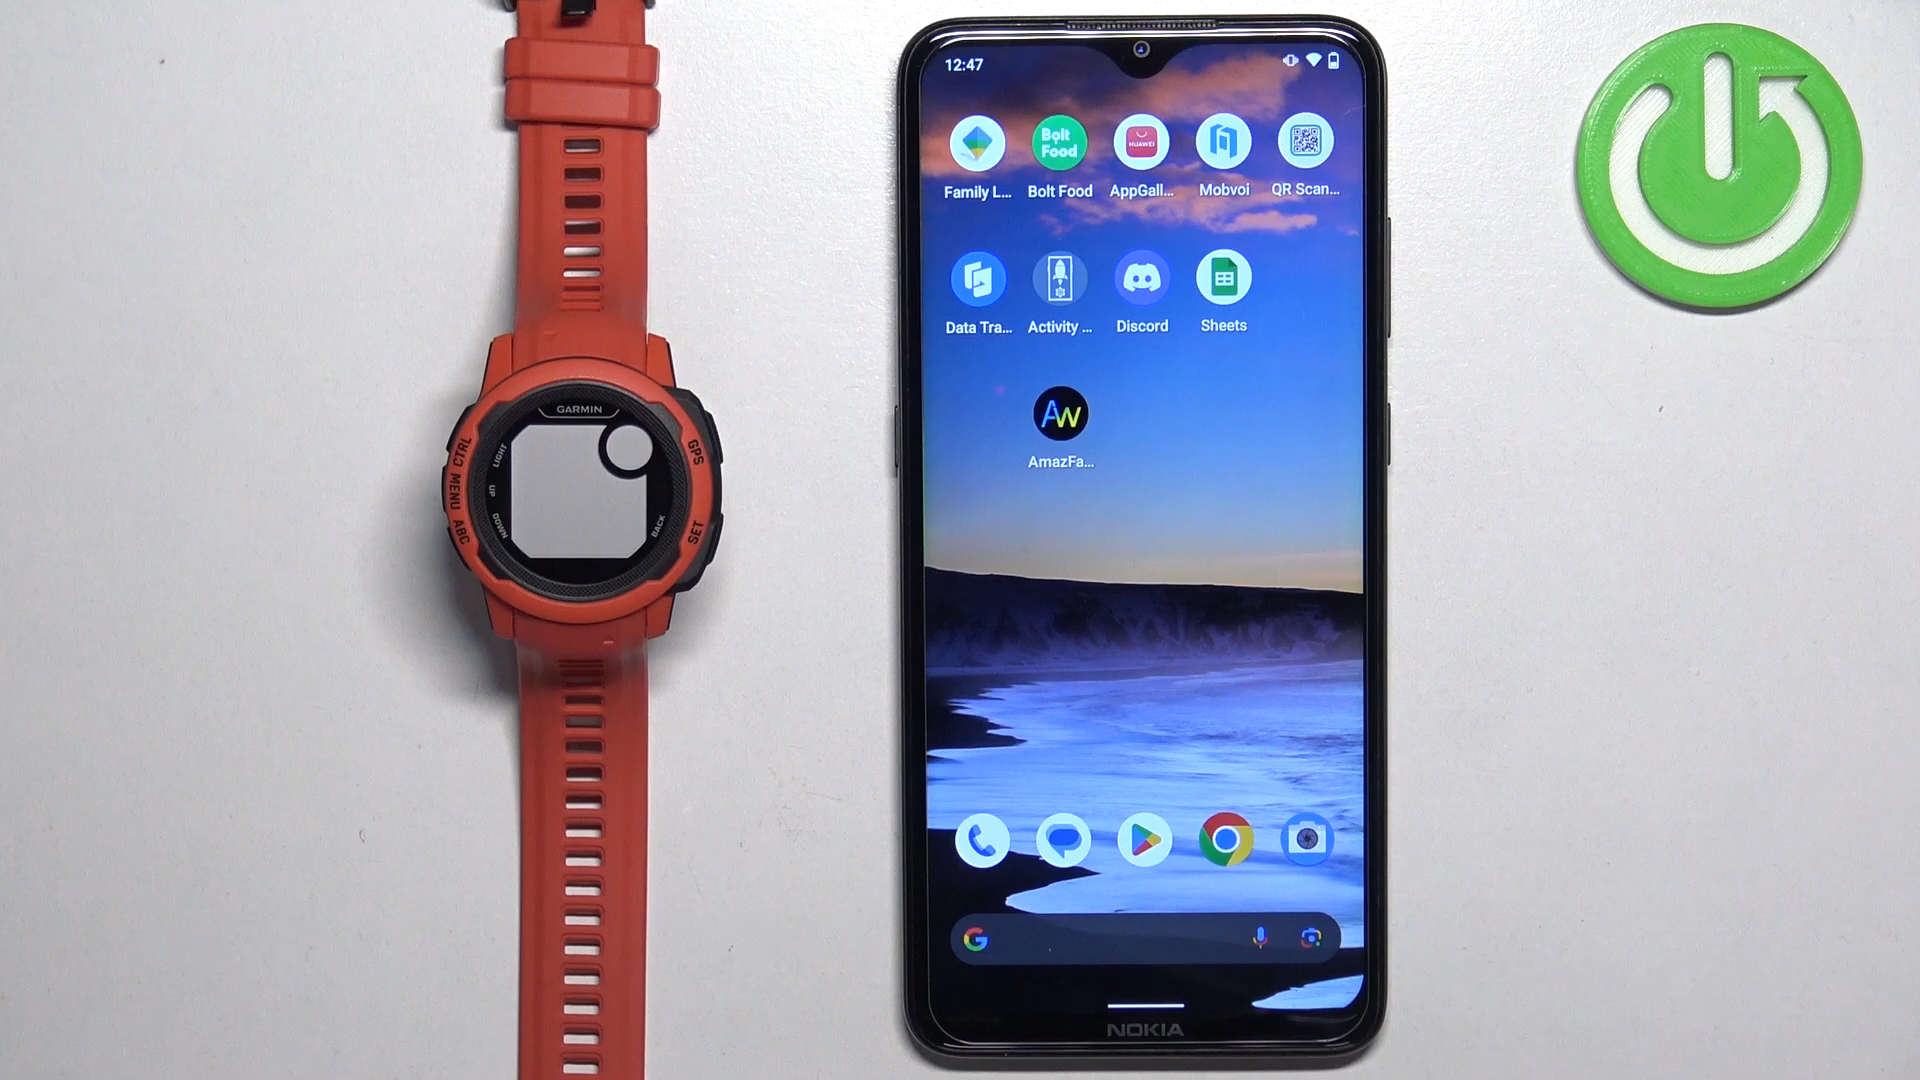 GARMIN
LIGHT
CTRL
UP
MENU
DOWN
ABC
GPS
SET
BACK
12:47
Family L...
Bolt Food
Bolt Food
HUAWEI
AppGall...
Mobvoi
QR Scan...
Data Tra...
Activity ...
Discord
Sheets
AW
AmazFa...
G
NOKIA